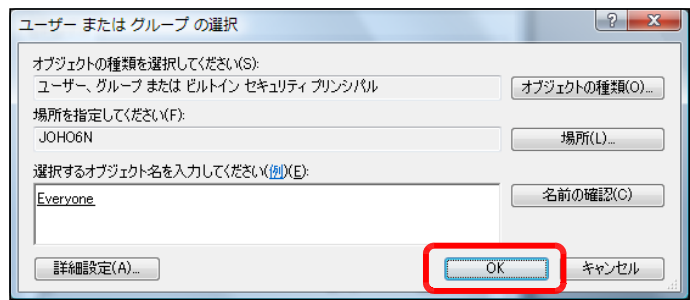 ユーザー または グループ の選択
オブジェクトの種類を選択してください(S):
ユーザー、グループ または ビルトイン セキュリティ プリンシパル
オブジェクトの種類(O)...
場所を指定してください(F):
JOHO6N
場所(L)...
選択するオブジェクト名を入力してください(例)(E):
Everyone
名前の確認(C)
詳細設定(A)...
OK
キャンセル